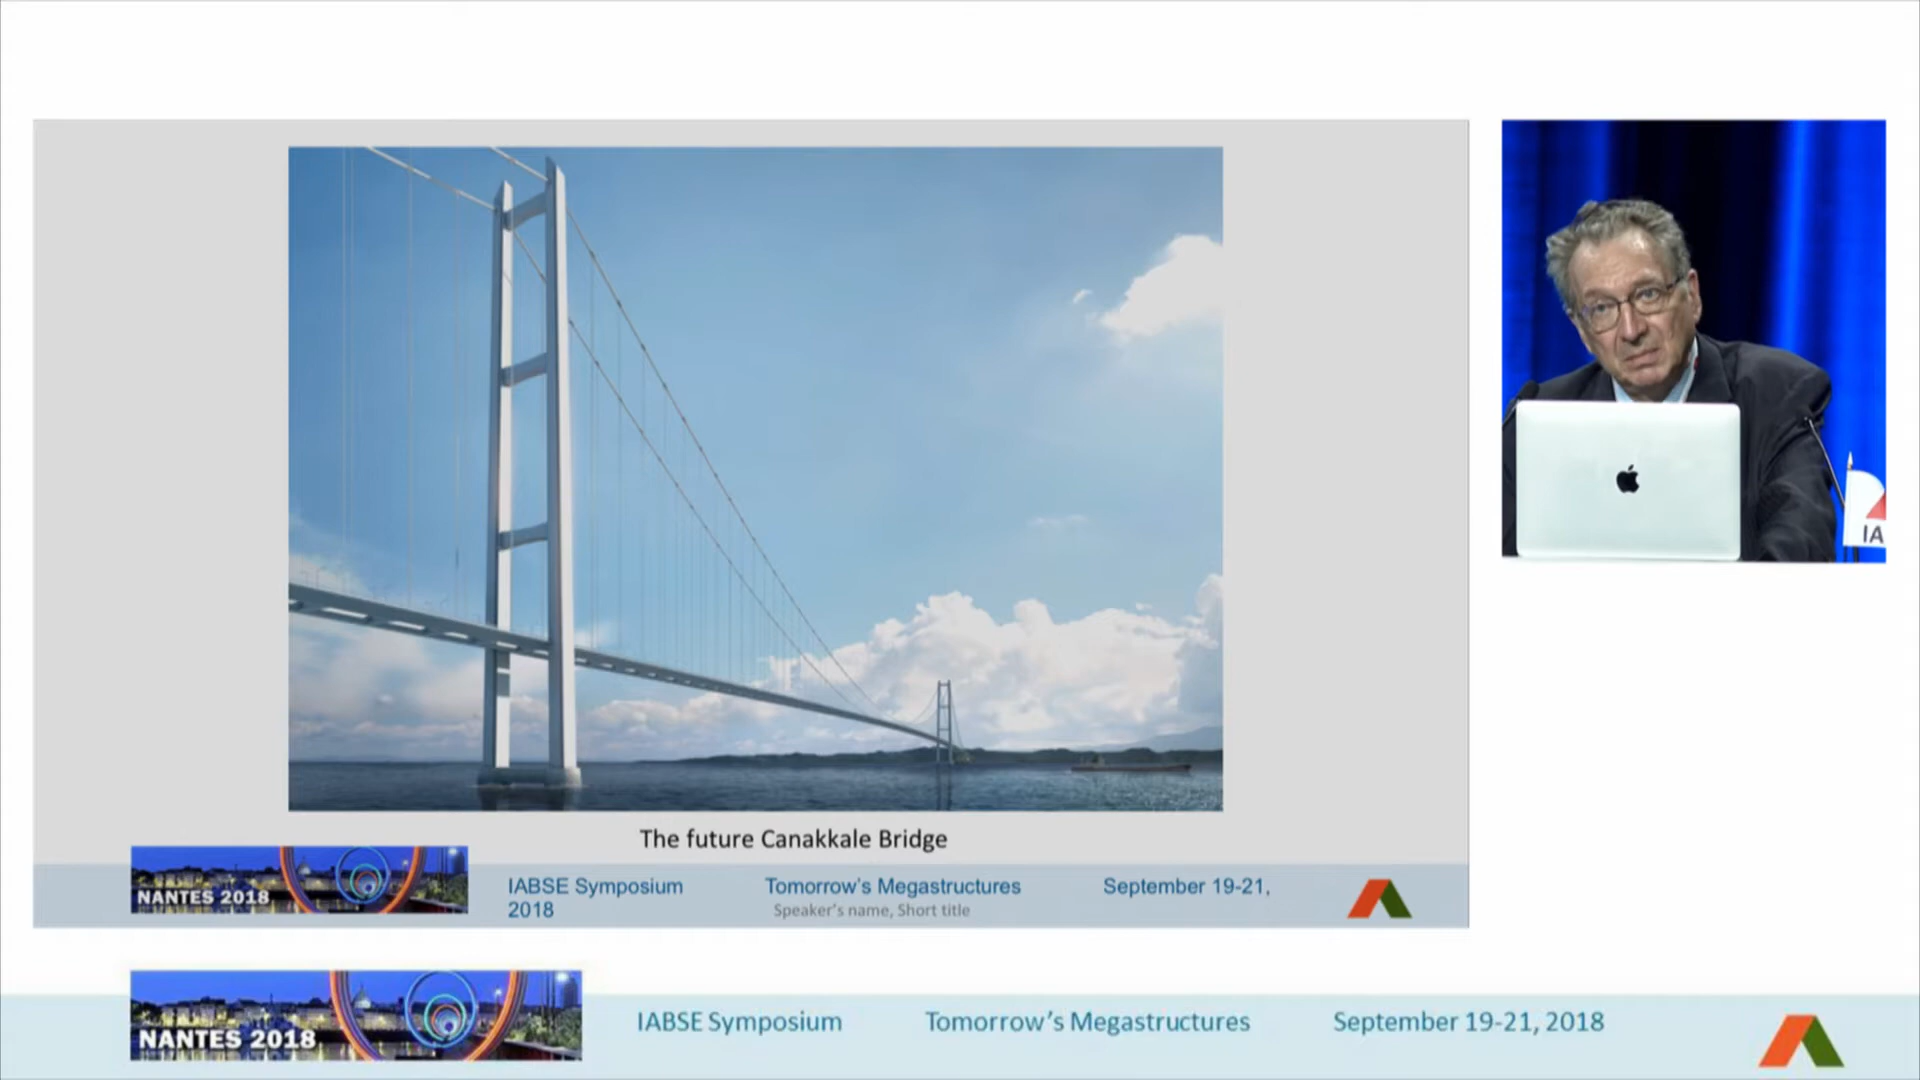 The future Canakkale Bridge
NANTES 2018
IABSE Symposium Tomorrow's Megastructures September 19-21,
2018 Speaker's name, Short title
IA
NANTES 2018
IABSE Symposium Tomorrow's Megastructures September 19-21, 2018